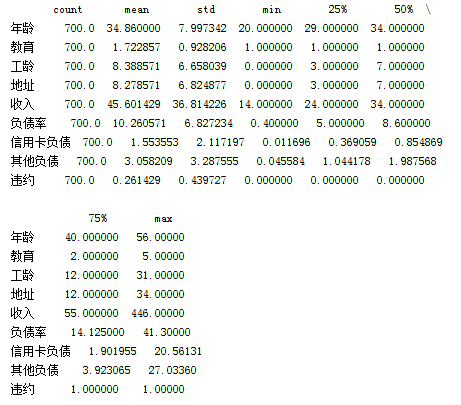 count mean std min 25% 50% \
年龄 700.0 34.860000 7.997342 20.000000 29.000000 34.000000
教育 700.0 1.722857 0.928206 1.000000 1.000000 1.000000
工龄 700.0 8.388571 6.658039 0.000000 3.000000 7.000000
地址 700.0 8.278571 6.824877 0.000000 3.000000 7.000000
收入 700.0 45.601429 36.814226 14.000000 24.000000 34.000000
负债率 700.0 10.260571 6.827234 0.400000 5.000000 8.600000
信用卡负债 700.0 1.553553 2.117197 0.011696 0.369059 0.854869
其他负债 700.0 3.058209 3.287555 0.045584 1.044178 1.987568
违约 700.0 0.261429 0.439727 0.000000 0.000000 0.000000
75% max
年龄 40.000000 56.00000
教育 2.000000 5.00000
工龄 12.000000 31.00000
地址 12.000000 34.00000
收入 55.000000 446.00000
负债率 14.125000 41.30000
信用卡负债 1.901955 20.56131
其他负债 3.923065 27.03360
违约 1.000000 1.00000